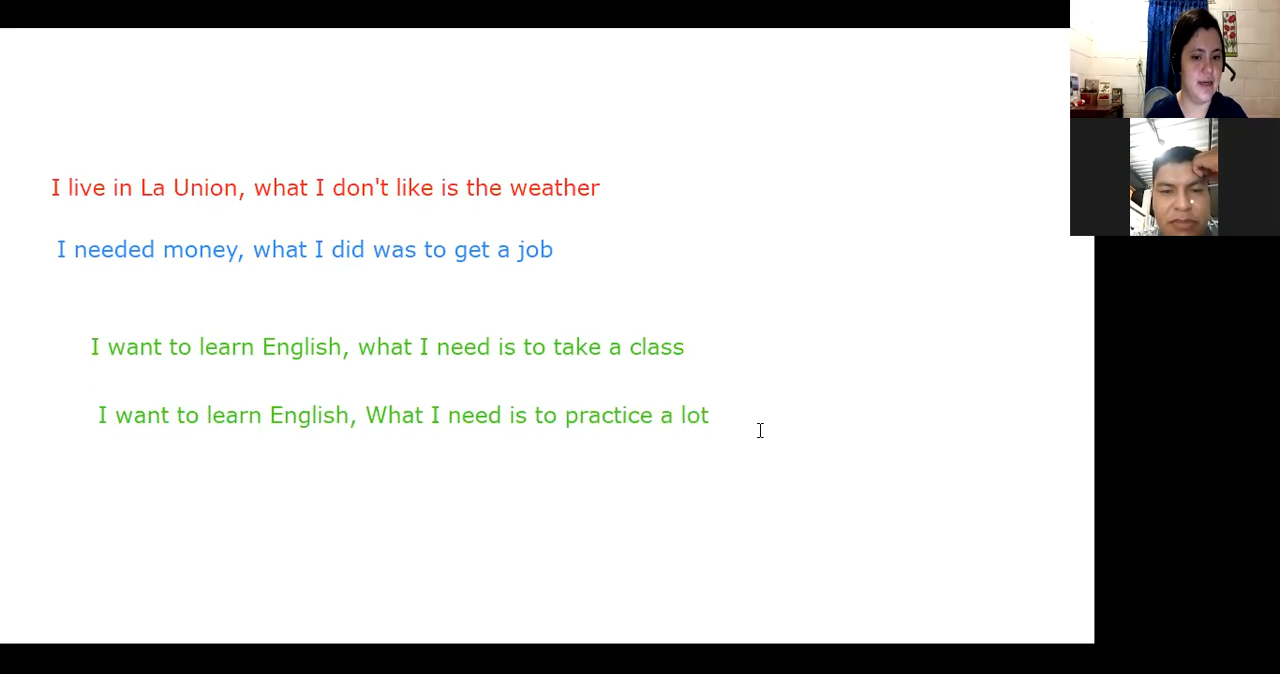 I live in La Union, what I don't like is the weather
I needed money, what I did was to get a job
I want to learn English, what I need is to take a class
I want to learn English, What I need is to practice a lot